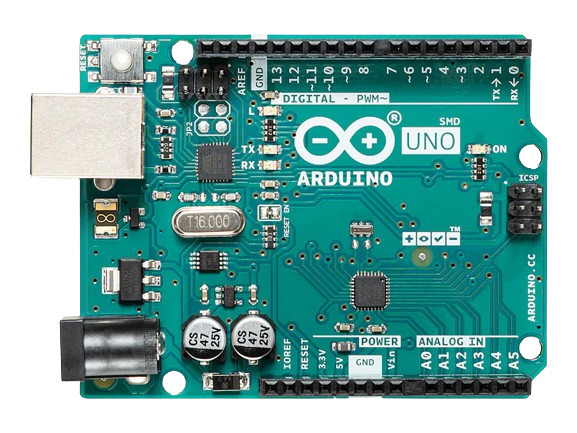 RESET
AREF
GND
13
12
~11
~10
~9
8
7
~6
~5
~4
~3
2
TX→1
RX←0
DIGITAL - PWM~
JP2
L
TX
RX
®
SMD
UNO
ARDUINO
ON
ICSP
RESET EN
T16.000
TM
CS
47
25V
CS
47
25V
ARDUINO.CC
POWER
ANALOG IN
IOREF
RESET
3.3V
5V
GND
Vin
A0
A1
A2
A3
A4
A5